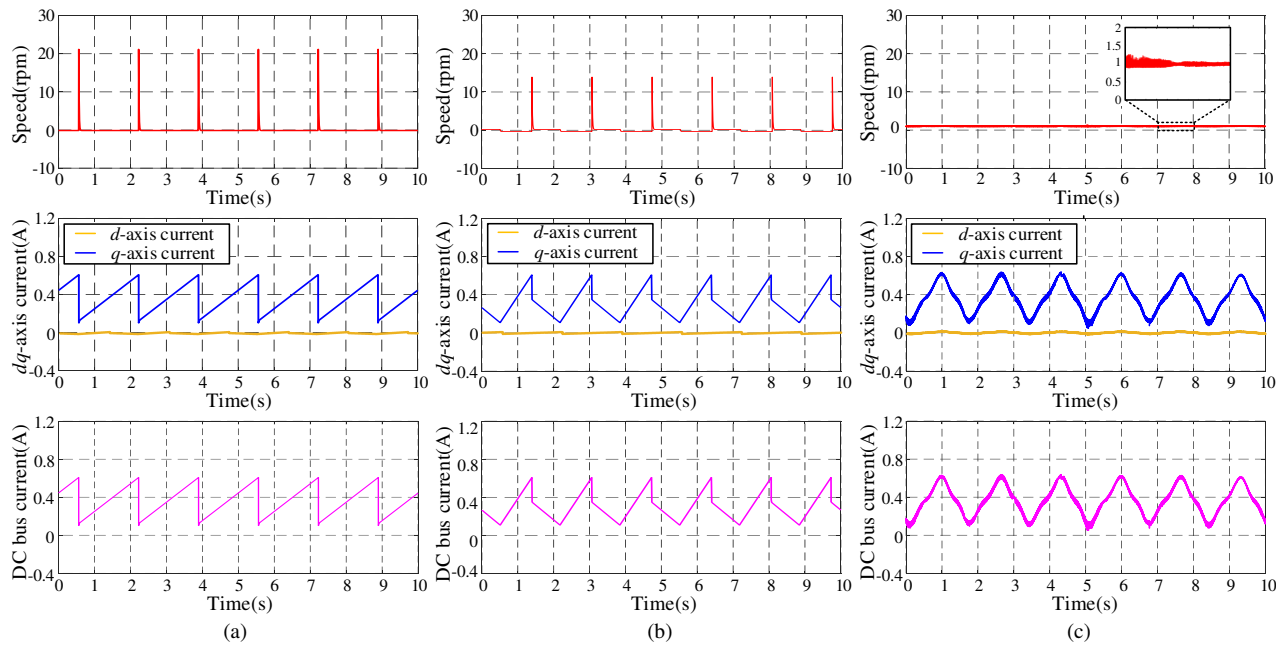 Speed(rpm)
30
20
10
0
-10
0 1 2 3 4 5 6 7 8 9 10
Time(s)
Speed(rpm)
30
20
10
0
-10
0 1 2 3 4 5 6 7 8 9 10
Time(s)
Speed(rpm)
30
20
10
0
-10
2
1.5
1
0.5
0
0 1 2 3 4 5 6 7 8 9 10
Time(s)
dq-axis current(A)
1.2
0.8
0.4
0
-0.4
d-axis current
q-axis current
0 1 2 3 4 5 6 7 8 9 10
Time(s)
dq-axis current(A)
1.2
0.8
0.4
0
-0.4
d-axis current
q-axis current
0 1 2 3 4 5 6 7 8 9 10
Time(s)
dq-axis current(A)
1.2
0.8
0.4
0
-0.4
d-axis current
q-axis current
0 1 2 3 4 5 6 7 8 9 10
Time(s)
DC bus current(A)
1.2
0.8
0.4
0
-0.4
0 1 2 3 4 5 6 7 8 9 10
Time(s)
DC bus current(A)
1.2
0.8
0.4
0
-0.4
0 1 2 3 4 5 6 7 8 9 10
Time(s)
DC bus current(A)
1.2
0.8
0.4
0
-0.4
0 1 2 3 4 5 6 7 8 9 10
Time(s)
(a)
(b)
(c)